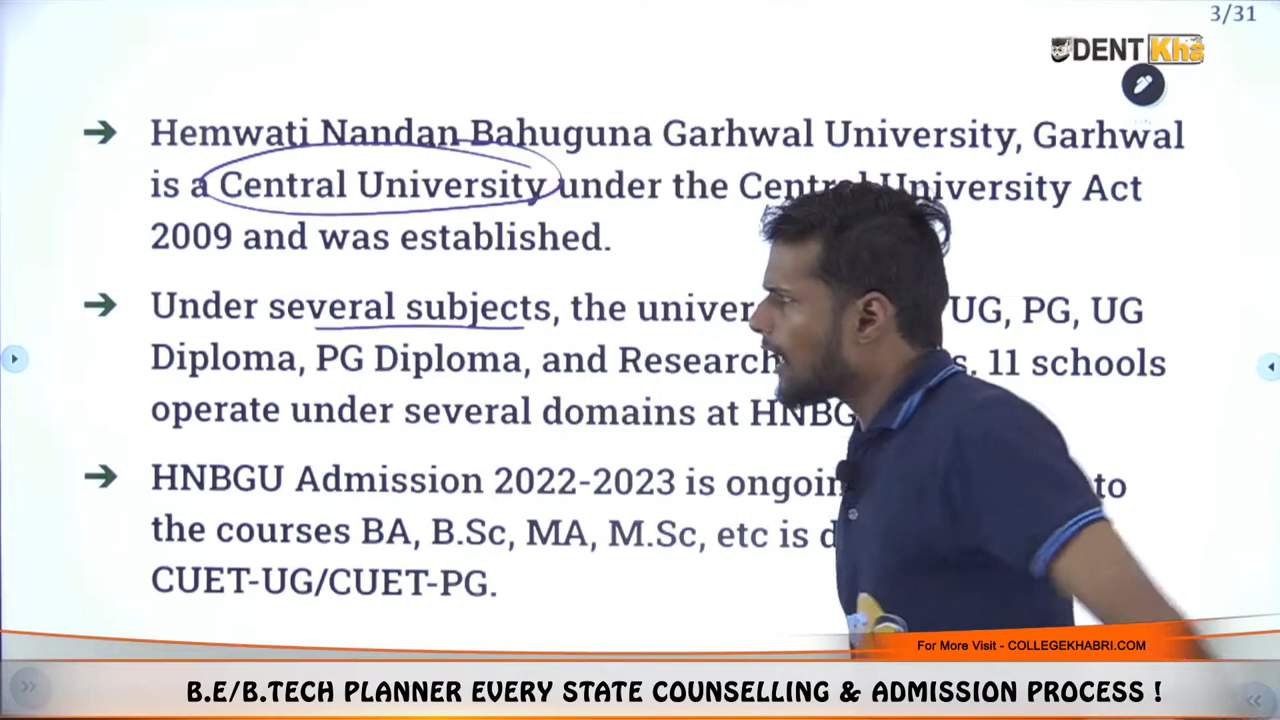 3/31
DENT Kha
Hemwati Nandan Bahuguna Garhwal University, Garhwal
is a Central University under the Central University Act
2009 and was established.
Under several subjects, the UG, PG, UG
Diploma, PG Diploma, and Research 11 schools
operate under several domains at
HNBGU Admission 2022-2023 is to
the courses BA, B.Sc, MA, M.Sc, etc is
CUET-UG/CUET-PG.
For More Visit - COLLEGEKHABRI.COM
B.E/B.TECH PLANNER EVERY STATE COUNSELLING & ADMISSION PROCESS !